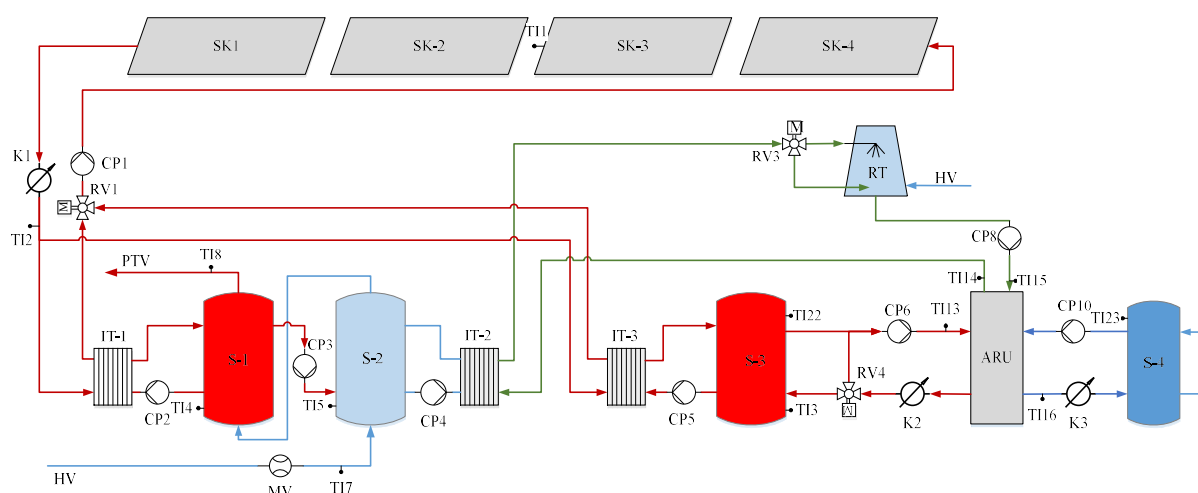 SK1
SK-2
TI1
SK-3
SK-4
K1
CP1
RV1
M
TI2
M
RV3
RT
HV
CP8
PTV
TI8
TI14
TI15
IT-1
S-1
CP3
S-2
IT-2
IT-3
S-3
TI22
CP6
TI13
ARU
CP10
TI23
S-4
CP2
TI4
TI5
CP4
CP5
TI3
RV4
M
K2
TI16
K3
HV
MV
TI7